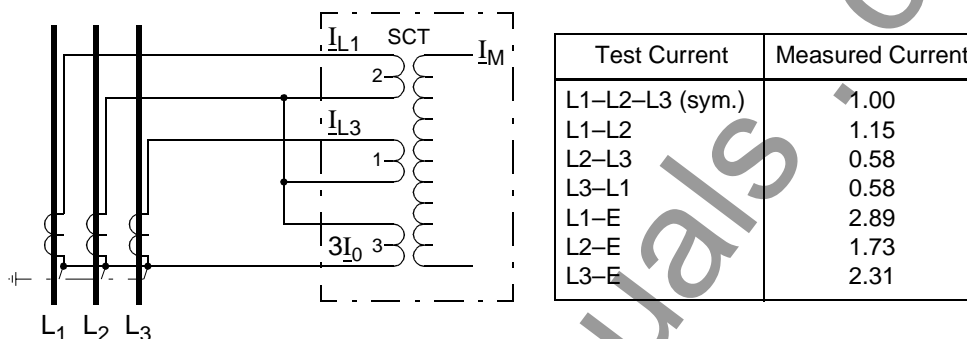 I_L1 SCT I_M
2
I_L3
1
3I_0 3
L1 L2 L3
Test Current Measured Current
L1–L2–L3 (sym.) 1.00
L1–L2 1.15
L2–L3 0.58
L3–L1 0.58
L1–E 2.89
L2–E 1.73
L3–E 2.31